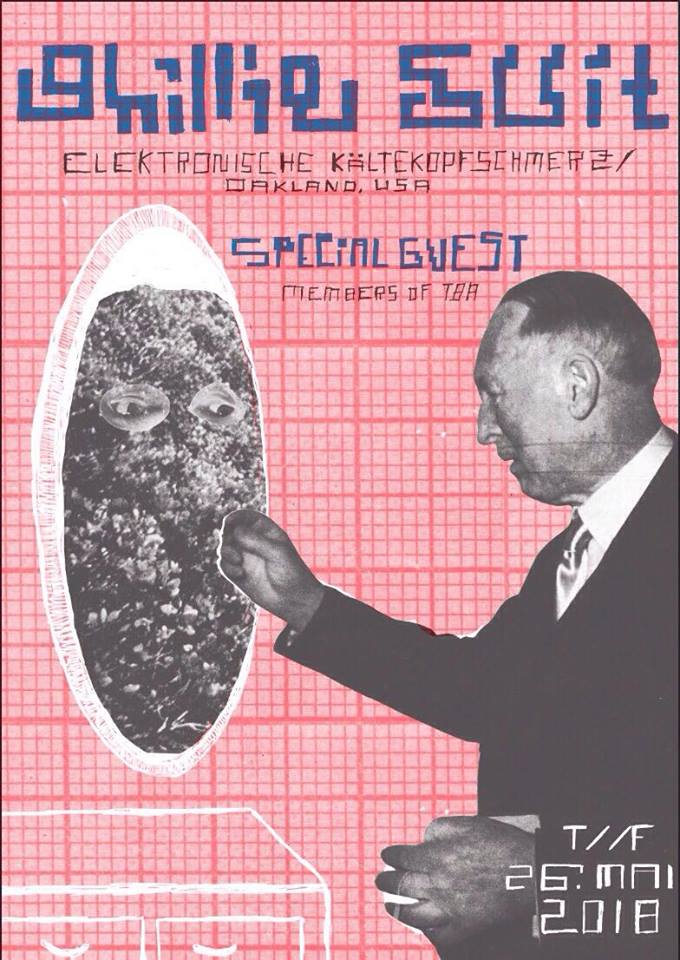 Ghillie Suit
ELEKTRONISCHE KÄLTEKOPFSCHMERZ/
OAKLAND, USA
SPECIAL GUEST
MEMBERS OF TBA
T//F
26. MAI
2018